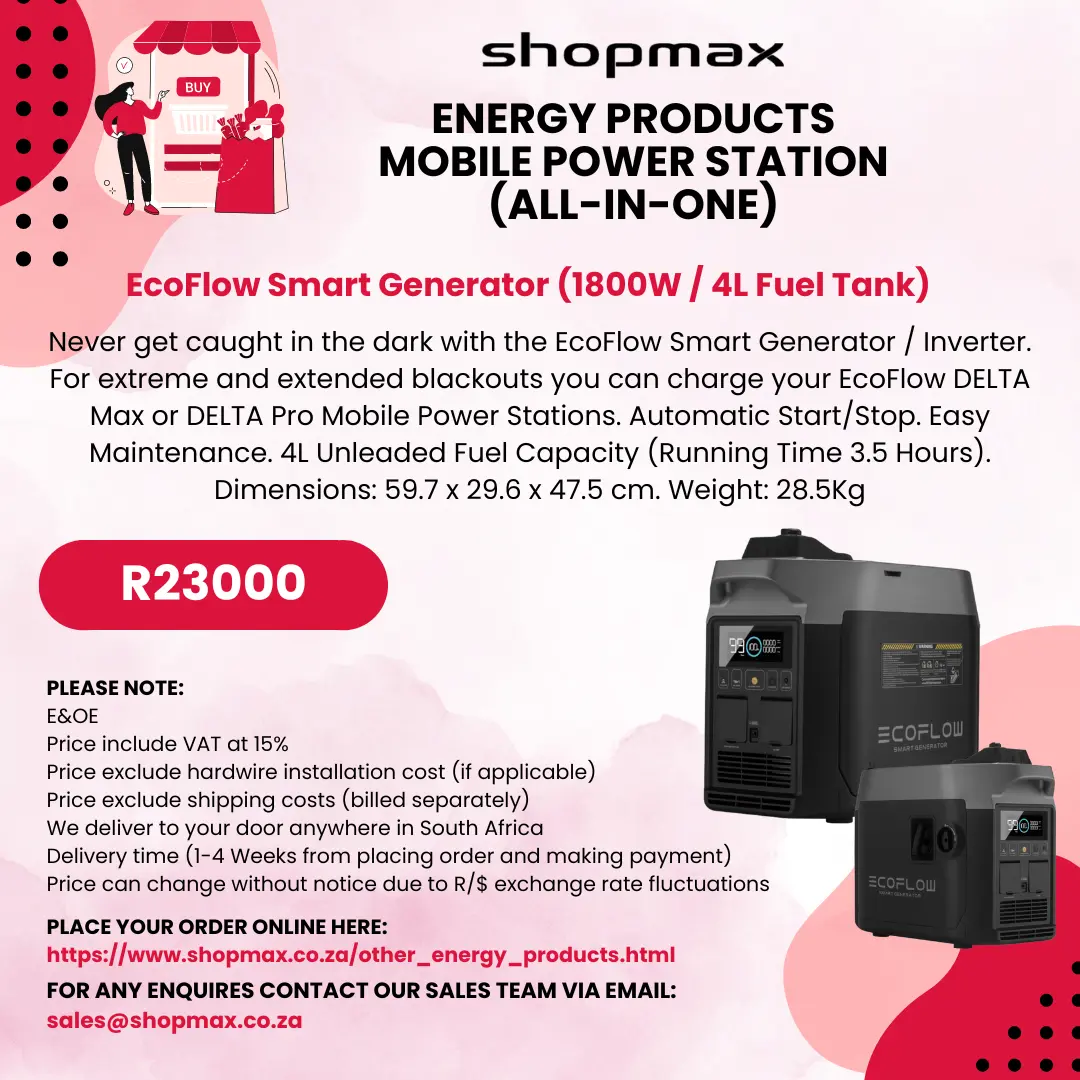 BUY
shopmax
ENERGY PRODUCTS
MOBILE POWER STATION
(ALL-IN-ONE)
EcoFlow Smart Generator (1800W / 4L Fuel Tank)
Never get caught in the dark with the EcoFlow Smart Generator / Inverter.
For extreme and extended blackouts you can charge your EcoFlow DELTA
Max or DELTA Pro Mobile Power Stations. Automatic Start/Stop. Easy
Maintenance. 4L Unleaded Fuel Capacity (Running Time 3.5 Hours).
Dimensions: 59.7 x 29.6 x 47.5 cm. Weight: 28.5Kg
R23000
PLEASE NOTE:
E&OE
Price include VAT at 15%
Price exclude hardwire installation cost (if applicable)
Price exclude shipping costs (billed separately)
We deliver to your door anywhere in South Africa
Delivery time (1-4 Weeks from placing order and making payment)
Price can change without notice due to R/$ exchange rate fluctuations
PLACE YOUR ORDER ONLINE HERE:
https://www.shopmax.co.za/other_energy_products.html
FOR ANY ENQUIRES CONTACT OUR SALES TEAM VIA EMAIL:
sales@shopmax.co.za
99
WARNING
ECOFLOW
SMART GENERATOR
99
ECOFLOW
SMART GENERATOR